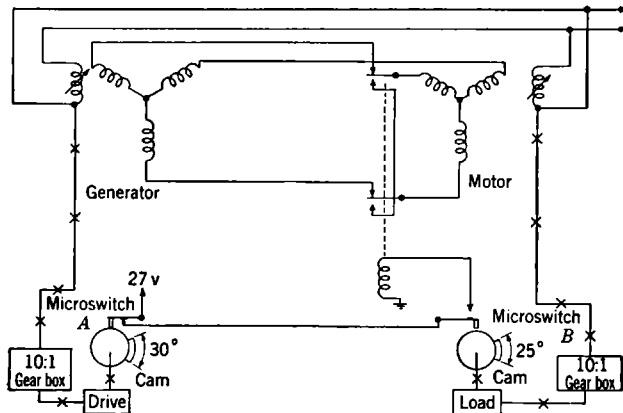 Generator
Motor
27 v
Microswitch
A
30°
Cam
10:1
Gear box
Drive
Microswitch
B
25°
Cam
10:1
Gear box
Load